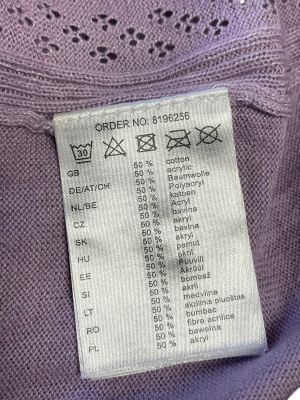 ORDER NO: 8196256
30
GB 50 % cotton
50 % acrylic
DE/AT/CH 50 % Baumwolle
50 % Polyacryl
NL/BE 50 % katoen
50 % Acryl
CZ 50 % bavlna
50 % akryl
SK 50 % bavlna
50 % akryl
HU 50 % pamut
50 % akril
EE 50 % Puuvill
50 % Akrüül
SI 50 % bombaž
50 % akril
LT 50 % medvilnė
50 % akrilinis pluoštas
RO 50 % bumbac
50 % fibre acrilice
PL 50 % bawełna
50 % akryl